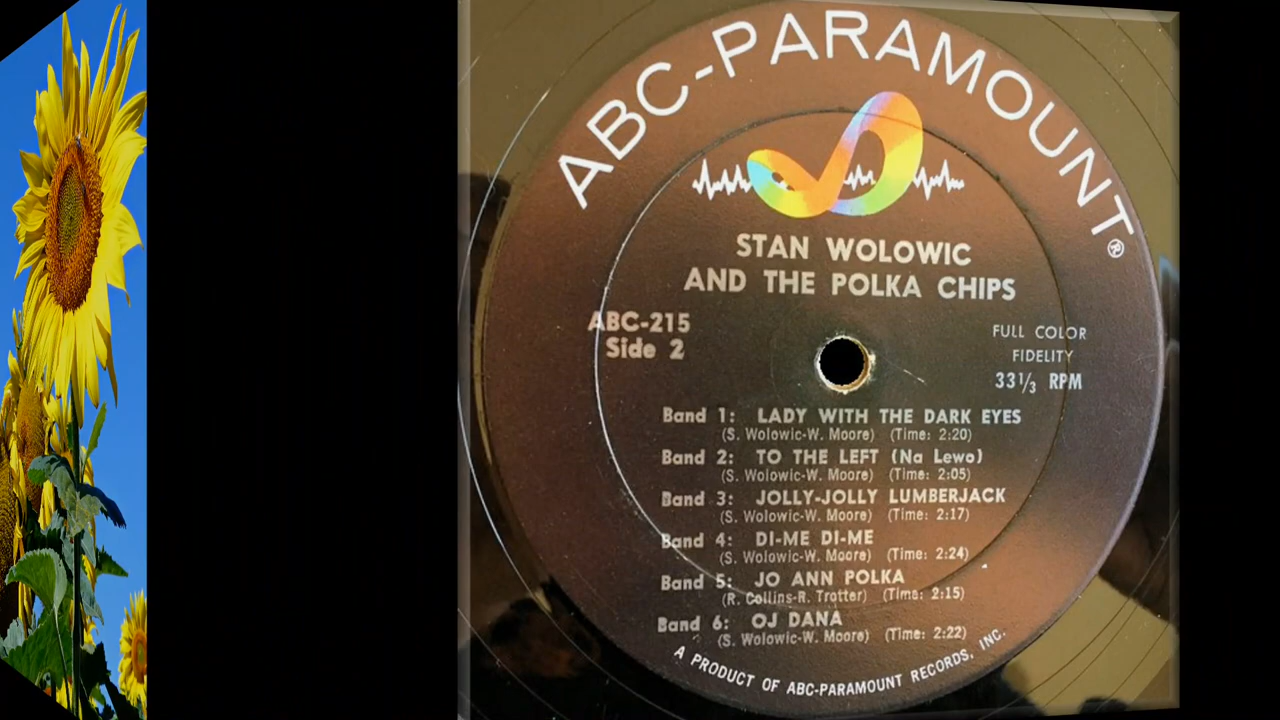 ABC-PARAMOUNT®
STAN WOLOWIC
AND THE POLKA CHIPS
ABC-215
Side 2
FULL COLOR
FIDELITY
33 1/3 RPM
Band 1: LADY WITH THE DARK EYES
(S. Wolowic-W. Moore) (Time: 2:20)
Band 2: TO THE LEFT (Na Lewo)
(S. Wolowic-W. Moore) (Time: 2:05)
Band 3: JOLLY-JOLLY LUMBERJACK
(S. Wolowic-W. Moore) (Time: 2:17)
Band 4: DI-ME DI-ME
(S. Wolowic-W. Moore) (Time: 2:24)
Band 5: JO ANN POLKA
(R. Collins-R. Trotter) (Time: 2:15)
Band 6: OJ DANA
(S. Wolowic-W. Moore) (Time: 2:22)
A PRODUCT OF ABC-PARAMOUNT RECORDS, INC.